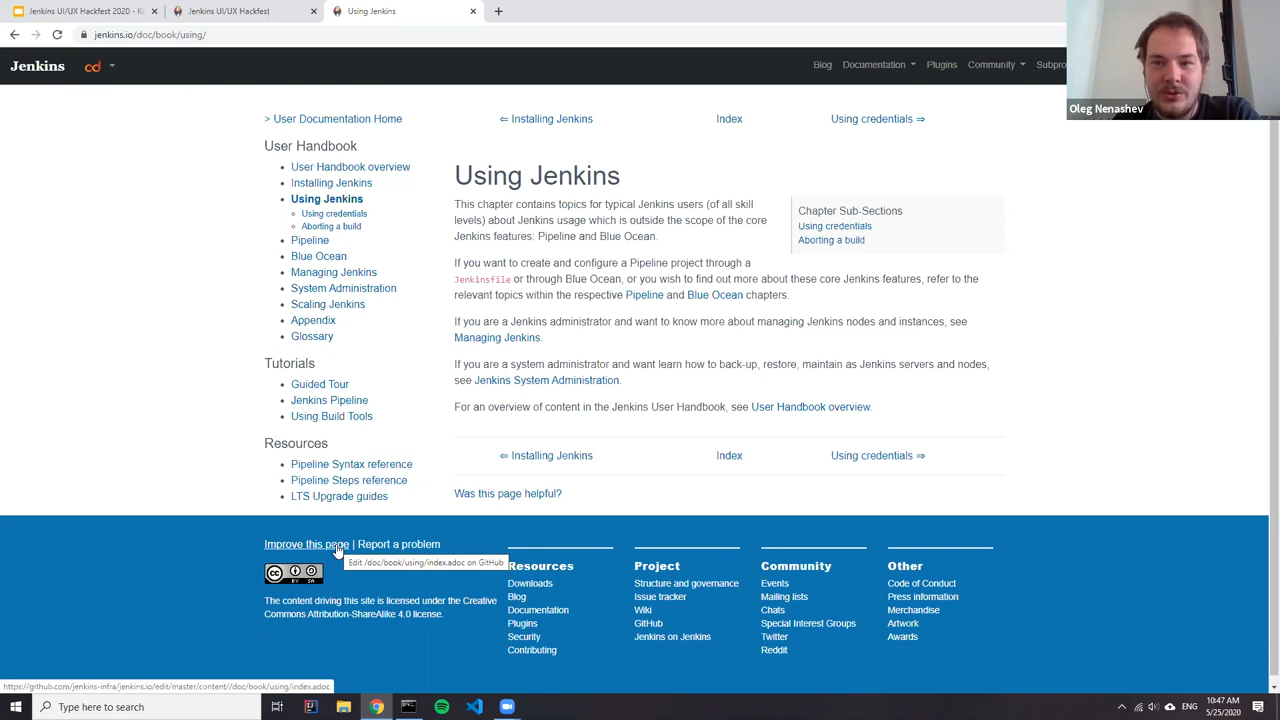 Jenkins UI/UX Hackfest 2020 - Ki
Jenkins UI/UX Hackfest
Using Jenkins
jenkins.io/doc/book/using/
Jenkins
cd
Blog
Documentation
Plugins
Community
Subpro
Oleg Nenashev
> User Documentation Home
⇐ Installing Jenkins
Index
Using credentials ⇒
User Handbook
User Handbook overview
Installing Jenkins
Using Jenkins
Using credentials
Aborting a build
Pipeline
Blue Ocean
Managing Jenkins
System Administration
Scaling Jenkins
Appendix
Glossary
Tutorials
Guided Tour
Jenkins Pipeline
Using Build Tools
Resources
Pipeline Syntax reference
Pipeline Steps reference
LTS Upgrade guides
Using Jenkins
This chapter contains topics for typical Jenkins users (of all skill
levels) about Jenkins usage which is outside the scope of the core
Jenkins features: Pipeline and Blue Ocean.
Chapter Sub-Sections
Using credentials
Aborting a build
If you want to create and configure a Pipeline project through a
Jenkinsfile or through Blue Ocean, or you wish to find out more about these core Jenkins features, refer to the
relevant topics within the respective Pipeline and Blue Ocean chapters.
If you are a Jenkins administrator and want to know more about managing Jenkins nodes and instances, see
Managing Jenkins.
If you are a system administrator and want learn how to back-up, restore, maintain as Jenkins servers and nodes,
see Jenkins System Administration.
For an overview of content in the Jenkins User Handbook, see User Handbook overview.
⇐ Installing Jenkins
Index
Using credentials ⇒
Was this page helpful?
Improve this page | Report a problem
Edit /doc/book/using/index.adoc on GitHub
cc
BY SA
The content driving this site is licensed under the Creative
Commons Attribution-ShareAlike 4.0 license.
Resources
Downloads
Blog
Documentation
Plugins
Security
Contributing
Project
Structure and governance
Issue tracker
Wiki
GitHub
Jenkins on Jenkins
Community
Events
Mailing lists
Chats
Special Interest Groups
Twitter
Reddit
Other
Code of Conduct
Press information
Merchandise
Artwork
Awards
https://github.com/jenkins-infra/jenkins.io/edit/master/content//doc/book/using/index.adoc
Type here to search
ENG
10:47 AM
5/25/2020